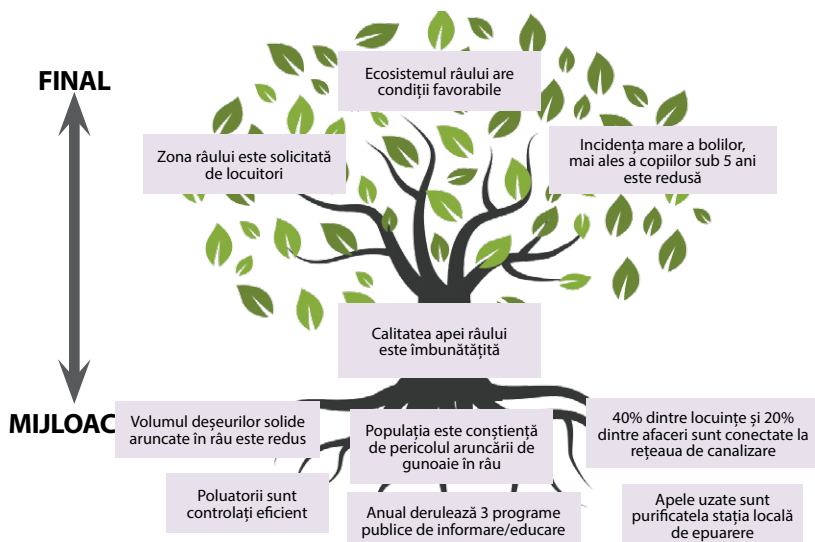 Ecosistemul râului are
condiții favorabile
FINAL
Zona râului este solicitată
de locuitori
Incidența mare a bolilor,
mai ales a copiilor sub 5 ani
este redusă
Calitatea apei râului
este îmbunătățită
MIJLOAC
Volumul deșeurilor solide
aruncate în râu este redus
Populația este conștientă
de pericolul aruncării de
gunoaie în râu
40% dintre locuințe și 20%
dintre afaceri sunt conectate la
rețeaua de canalizare
Poluatorii sunt
controlați eficient
Anual derulează 3 programe
publice de informare/educare
Apele uzate sunt
purificatela stația locală
de epuarere